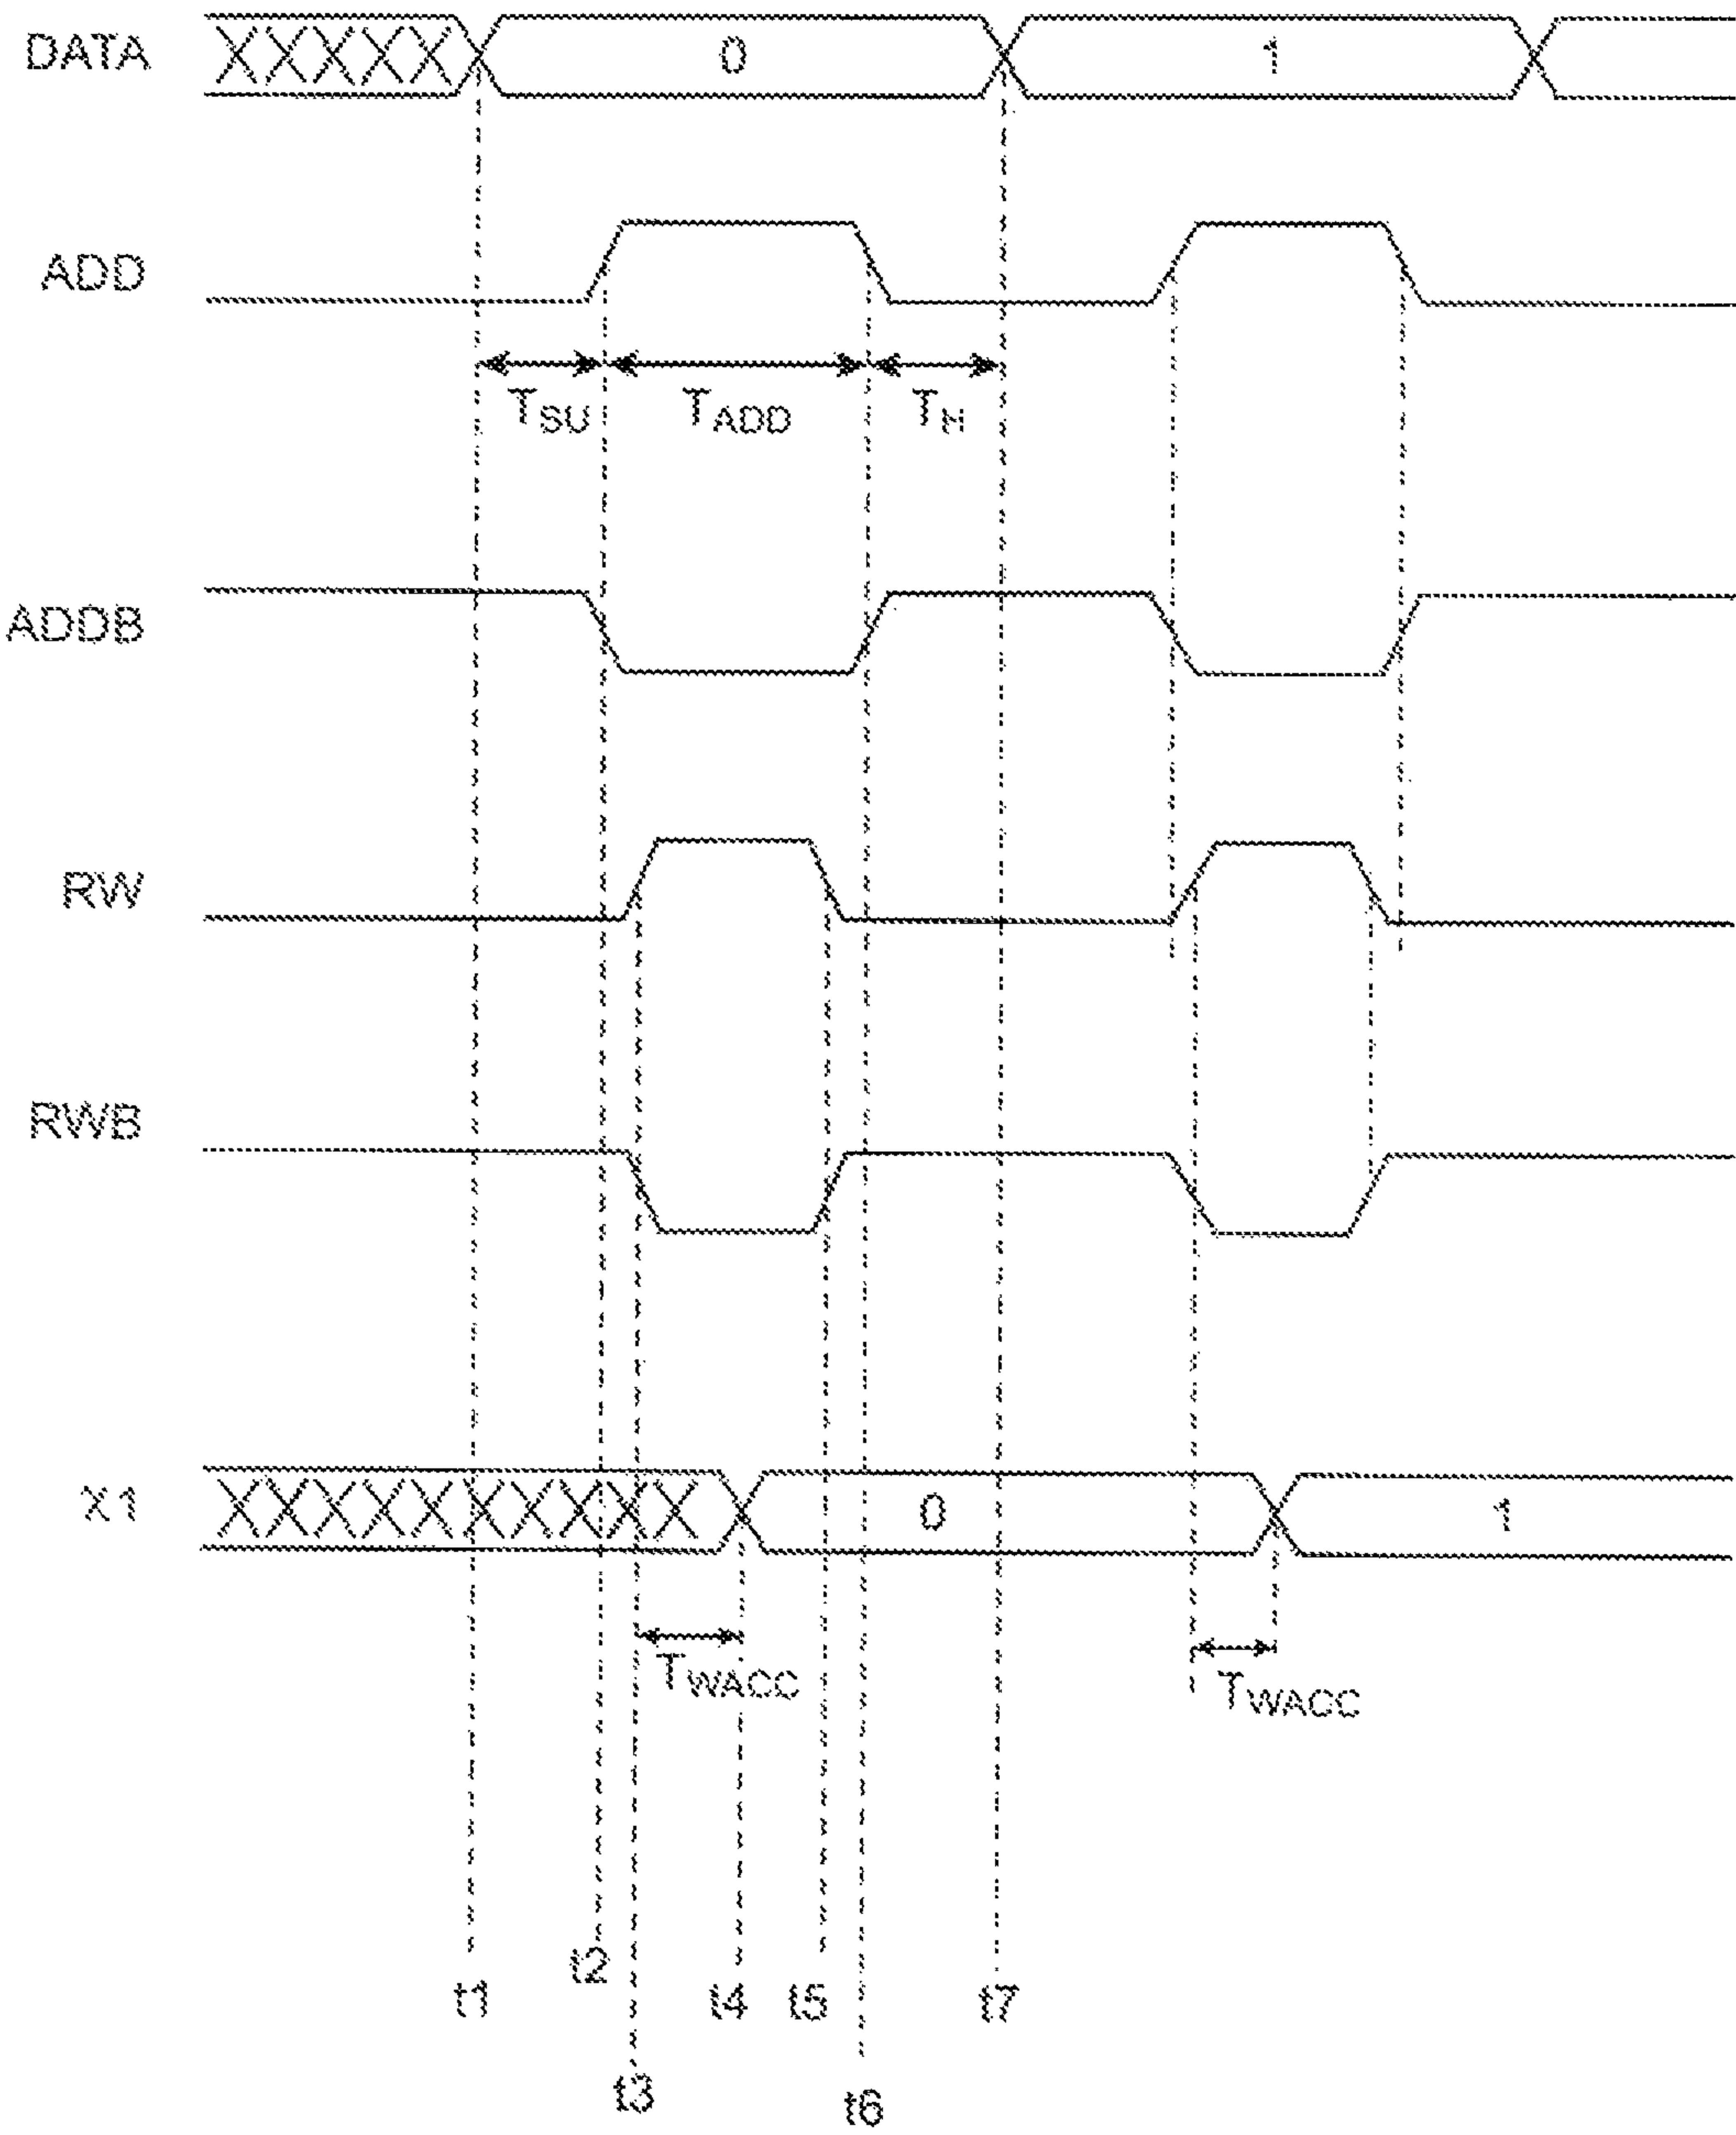 DATA 0 1
ADD
TSU TADD TH
ADDB
RW
RWB
X1 0 1
TWACC TWACC
t1 t2 t3 t4 t5 t6 t7